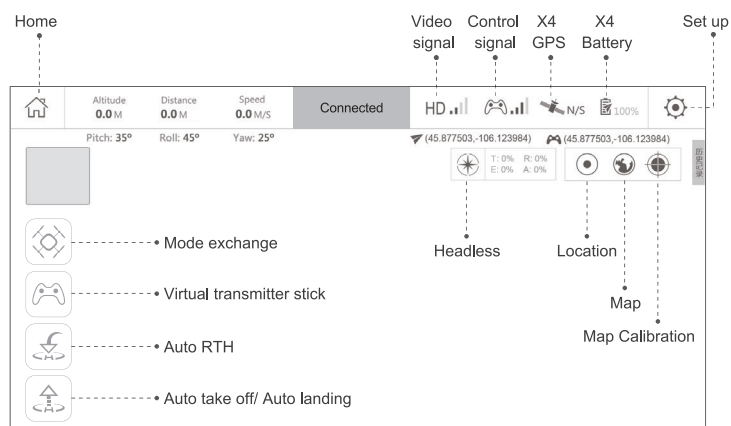 Home
Video signal
Control signal
X4 GPS
X4 Battery
Set up
Altitude
0.0 M
Distance
0.0 M
Speed
0.0 M/S
Connected
HD
N/S
100%
Pitch: 35º Roll: 45º Yaw: 25º
(45.877503,-106.123984)
(45.877503,-106.123984)
T: 0% R: 0%
E: 0% A: 0%
Headless
Location
Map
Map Calibration
Mode exchange
Virtual transmitter stick
Auto RTH
Auto take off/ Auto landing